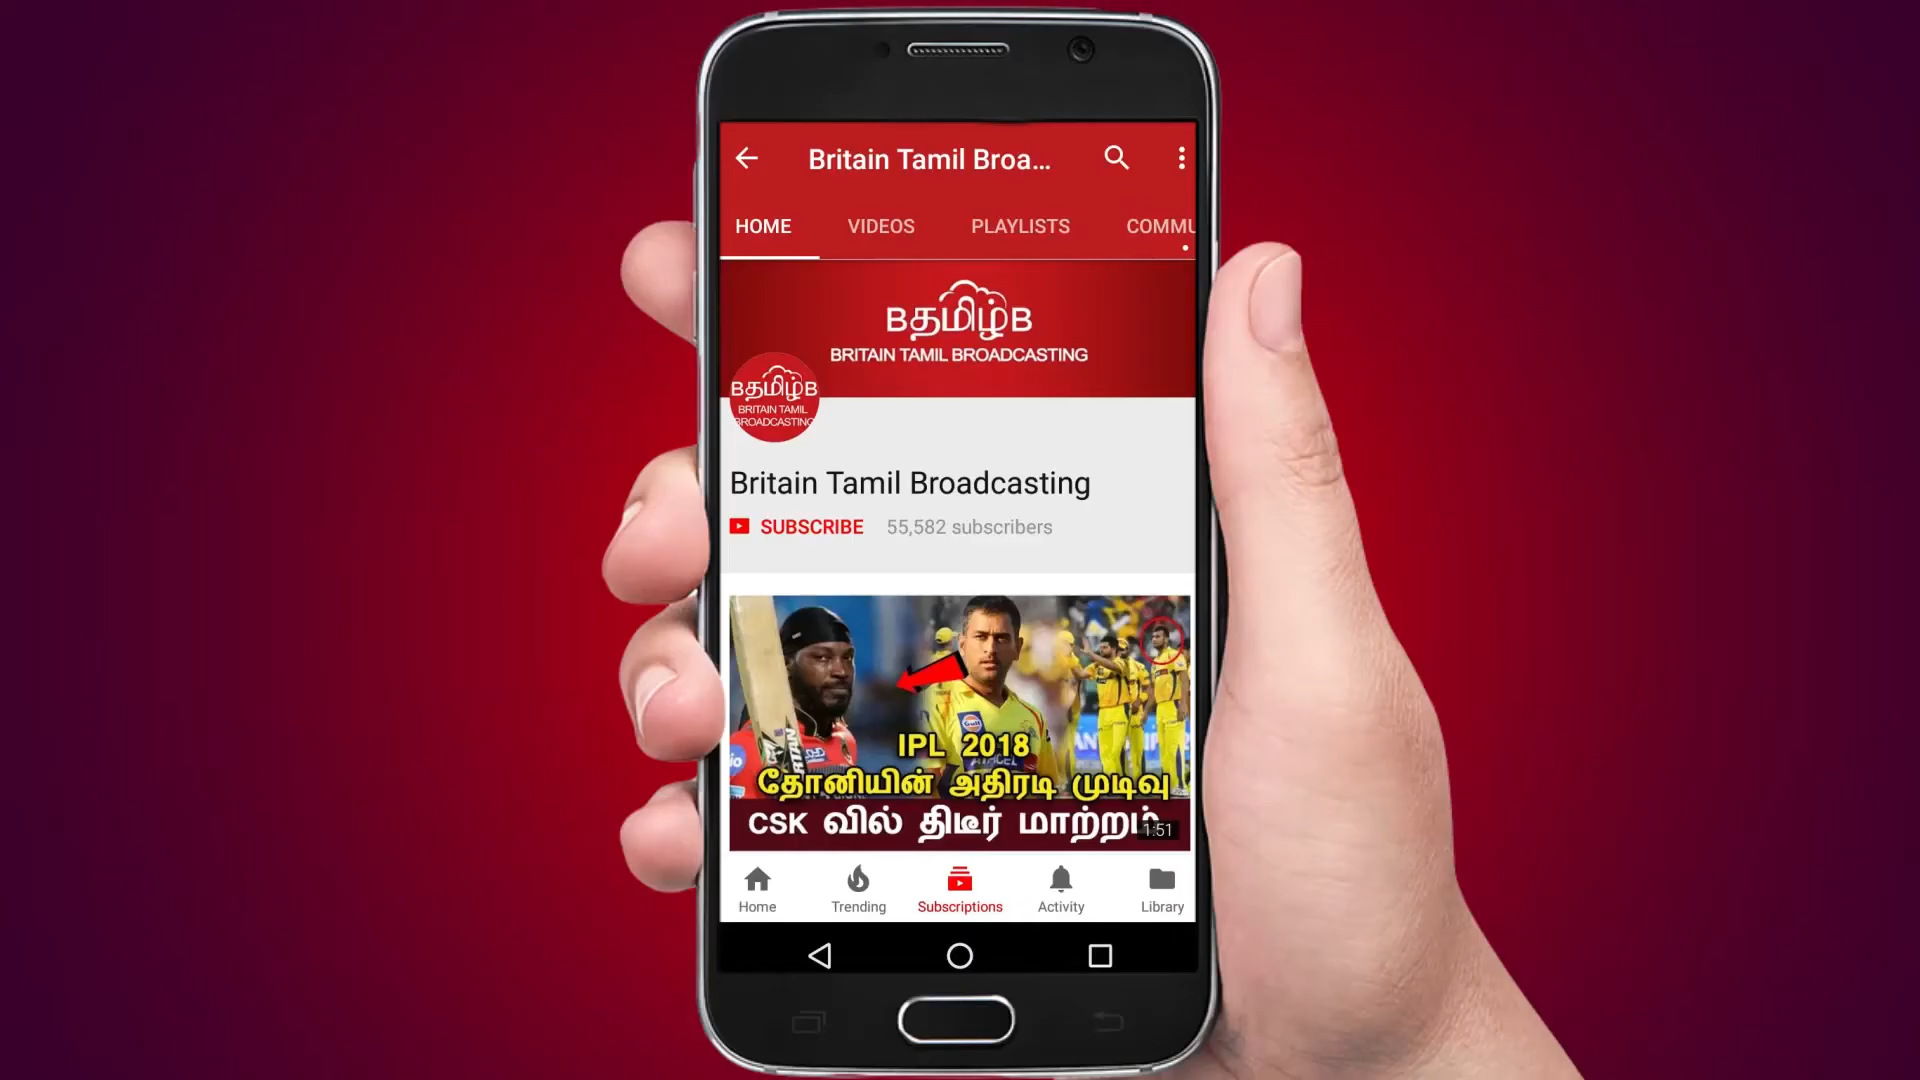 Britain Tamil Broa...
HOME VIDEOS PLAYLISTS COMMU
Bதமிழ்B
BRITAIN TAMIL BROADCASTING
Bதமிழ்B
BRITAIN TAMIL
BROADCASTING
Britain Tamil Broadcasting
SUBSCRIBE 55,582 subscribers
IPL 2018
தோனியின் அதிரடி முடிவு
CSK வில் திடீர் மாற்றம்
1:51
Home Trending Subscriptions Activity Library